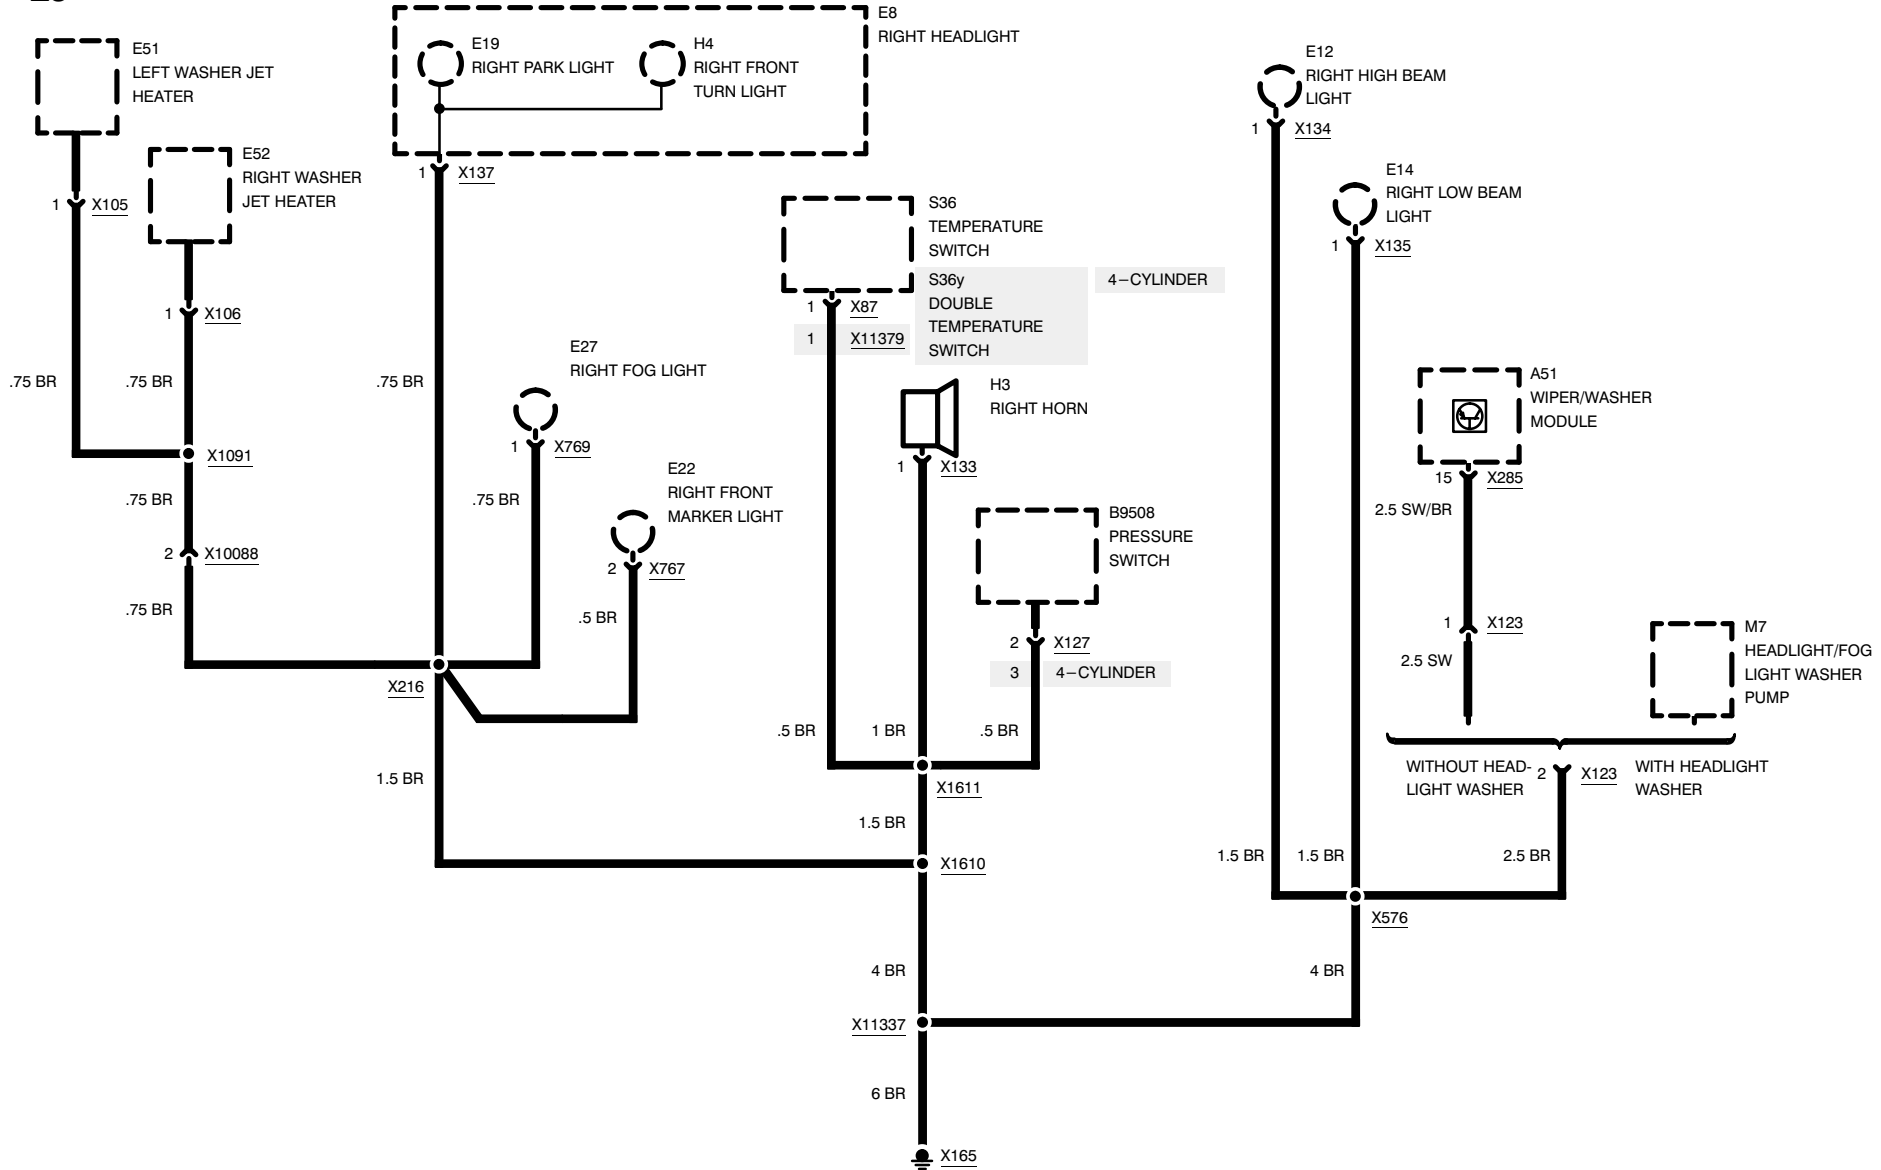 E51
LEFT WASHER JET
HEATER
E52
RIGHT WASHER
JET HEATER
1 X105
1 X106
.75 BR
.75 BR
X1091
.75 BR
2 X10088
.75 BR
E8
RIGHT HEADLIGHT
E19
RIGHT PARK LIGHT
H4
RIGHT FRONT
TURN LIGHT
1 X137
.75 BR
E27
RIGHT FOG LIGHT
1 X769
.75 BR
E22
RIGHT FRONT
MARKER LIGHT
2 X767
.5 BR
X216
1.5 BR
S36
TEMPERATURE
SWITCH
S36y
DOUBLE
TEMPERATURE
SWITCH
4-CYLINDER
1 X87
1 X11379
H3
RIGHT HORN
1 X133
B9508
PRESSURE
SWITCH
2 X127
3 4-CYLINDER
.5 BR
1 BR
.5 BR
X1611
1.5 BR
X1610
4 BR
X11337
6 BR
X165
E12
RIGHT HIGH BEAM
LIGHT
1 X134
E14
RIGHT LOW BEAM
LIGHT
1 X135
A51
WIPER/WASHER
MODULE
15 X285
2.5 SW/BR
1 X123
2.5 SW
M7
HEADLIGHT/FOG
LIGHT WASHER
PUMP
WITHOUT HEAD-
LIGHT WASHER
2 X123
WITH HEADLIGHT
WASHER
1.5 BR
1.5 BR
2.5 BR
X576
4 BR